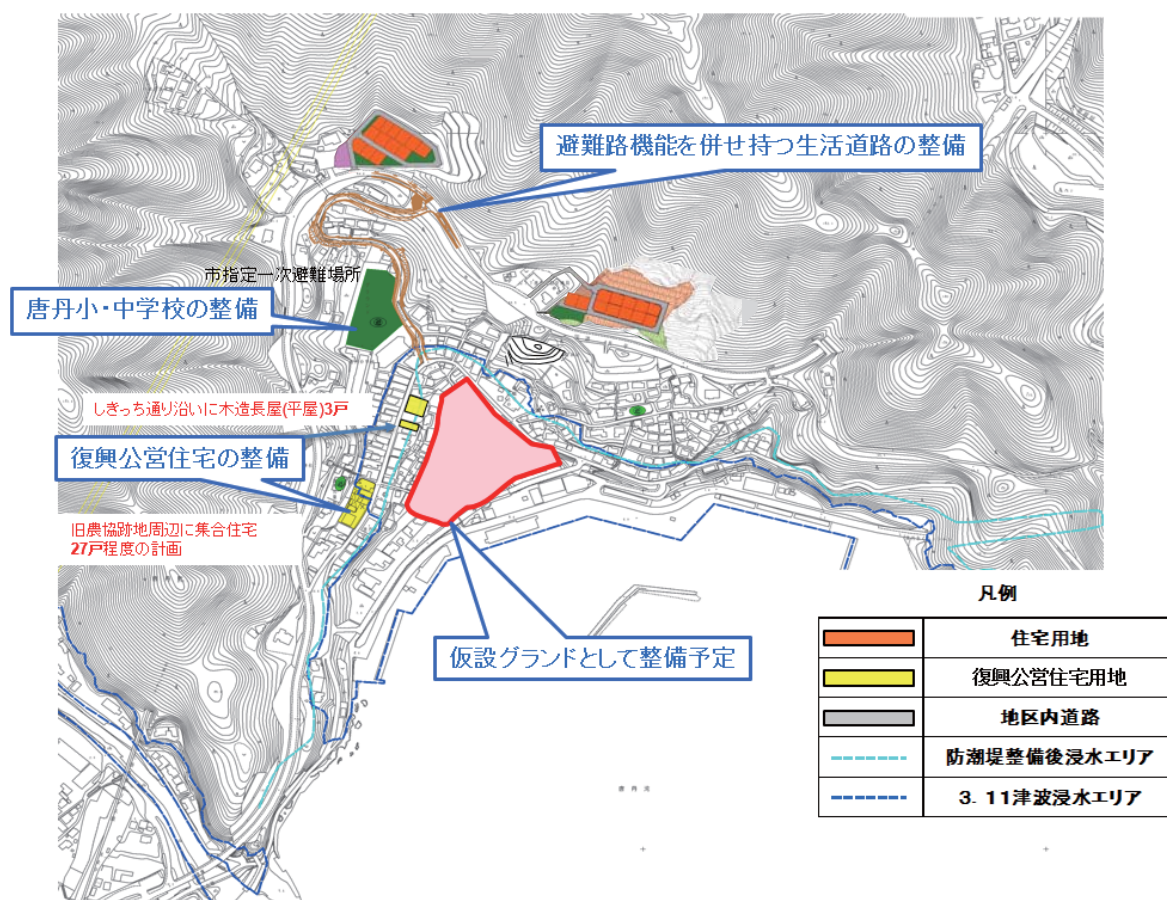 避難路機能を併せ持つ生活道路の整備
市指定一次避難場所
唐丹小・中学校の整備
しきっち通り沿いに木造長屋(平屋)3戸
復興公営住宅の整備
旧農協跡地周辺に集合住宅
27戸程度の計画
仮設グランドとして整備予定
凡例
住宅用地
復興公営住宅用地
地区内道路
防潮堤整備後浸水エリア
3. 11津波浸水エリア